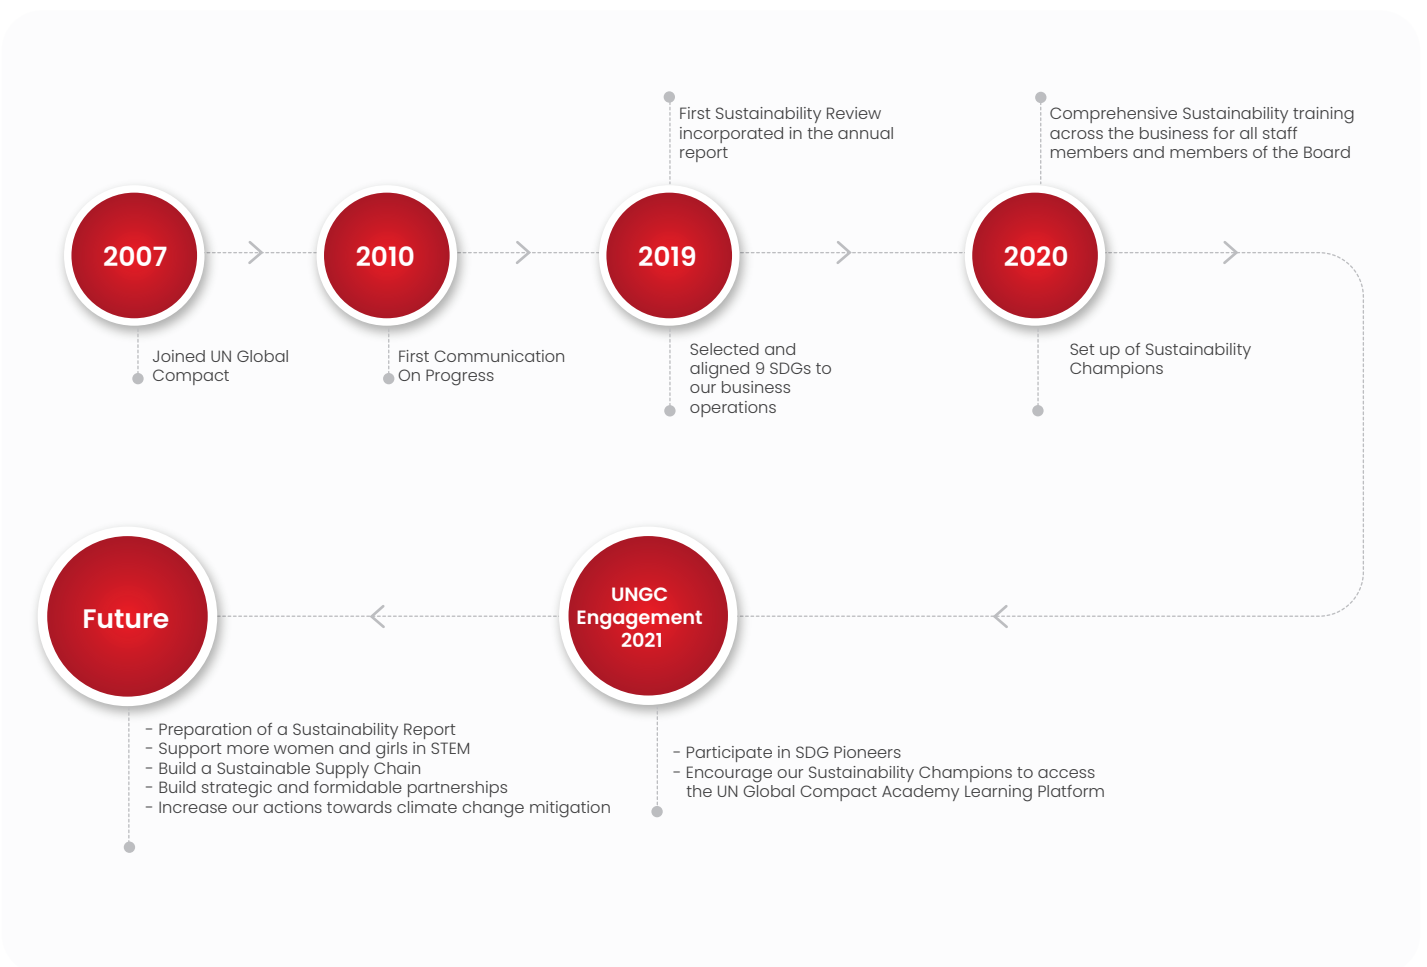 First Sustainability Review
incorporated in the annual
report
Comprehensive Sustainability training
across the business for all staff
members and members of the Board
2007
2010
2019
2020
Joined UN Global
Compact
First Communication
On Progress
Selected and
aligned 9 SDGs to
our business
operations
Set up of Sustainability
Champions
Future
UNGC
Engagement
2021
- Preparation of a Sustainability Report
- Support more women and girls in STEM
- Build a Sustainable Supply Chain
- Build strategic and formidable partnerships
- Increase our actions towards climate change mitigation
- Participate in SDG Pioneers
- Encourage our Sustainability Champions to access
the UN Global Compact Academy Learning Platform